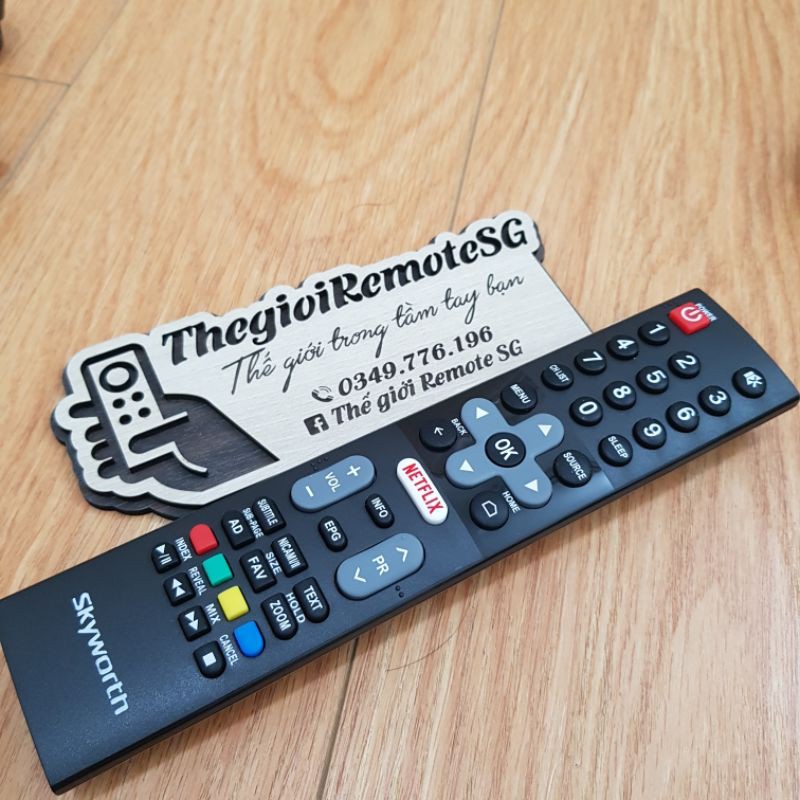 ThegioiRemoteSG
Thế giới trong tầm tay bạn
0349.776.196
Thế giới Remote SG
POWER
1 2 3
4 5 6
7 8 9
CH LIST 0 SLEEP
MENU SOURCE
OK
BACK HOME
NETFLIX
+ VOL -
INFO
EPG
PR
SUBTITLE NICAM/II TEXT
SUB-PAGE SIZE HOLD
AD FAV ZOOM
INDEX REVEAL MIX CANCEL
Skyworth